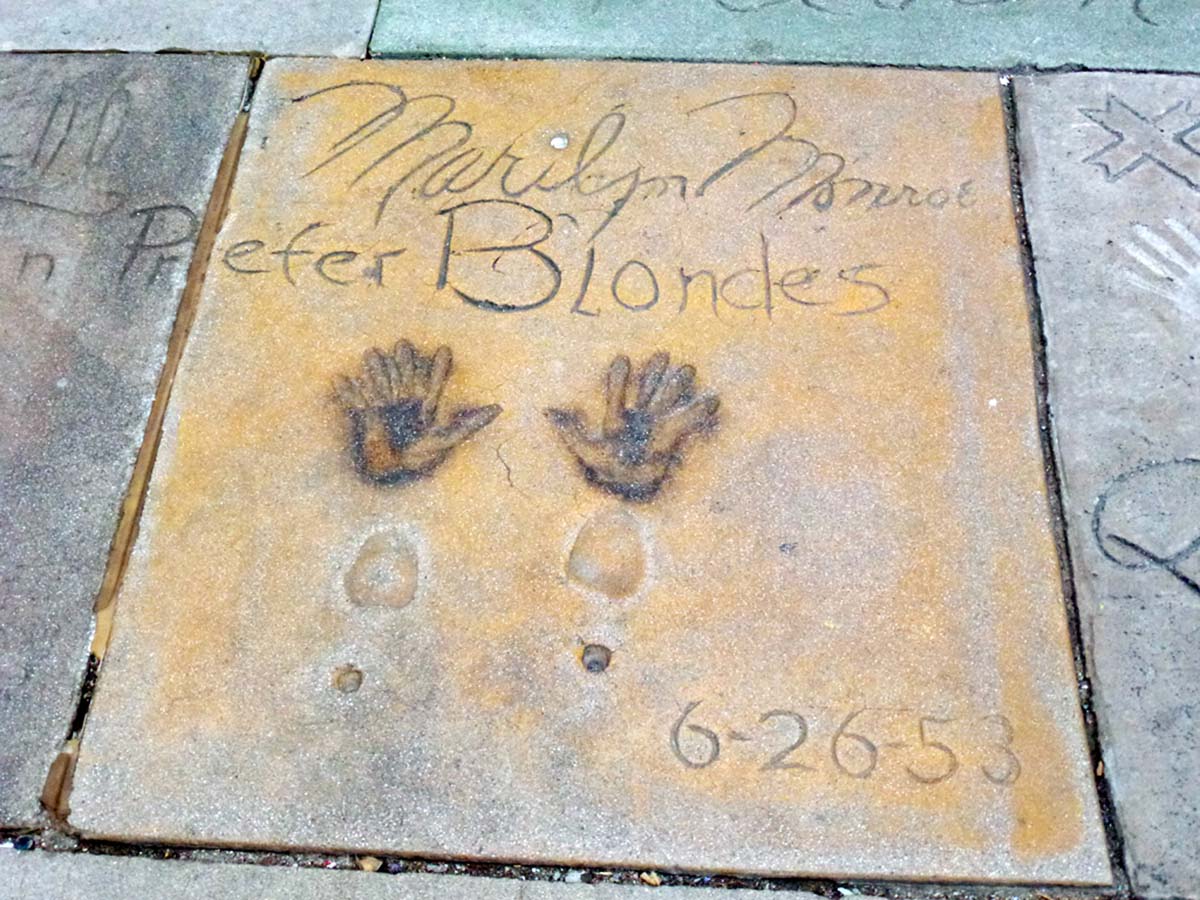 Marilyn Monroe
n Prefer Blondes
6-26-53